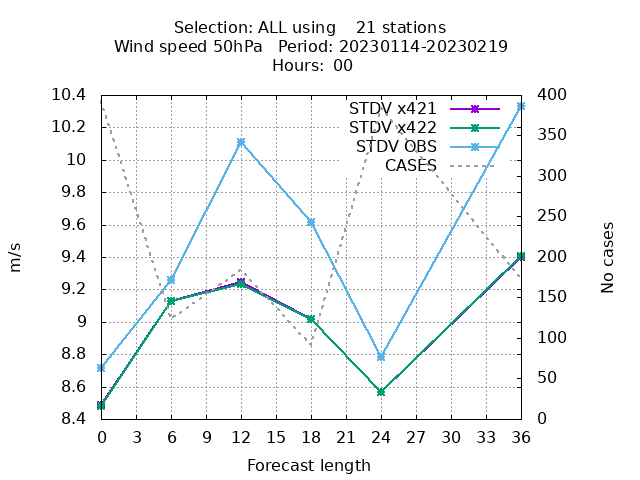 Selection: ALL using    21 stations
Wind speed 50hPa   Period: 20230114-20230219
Hours:  00
STDV x421
STDV x422
STDV OBS
CASES
10.4
10.2
10
9.8
9.6
9.4
9.2
9
8.8
8.6
8.4
m/s
400
350
300
250
200
150
100
50
0
No cases
0 3 6 9 12 15 18 21 24 27 30 33 36
Forecast length